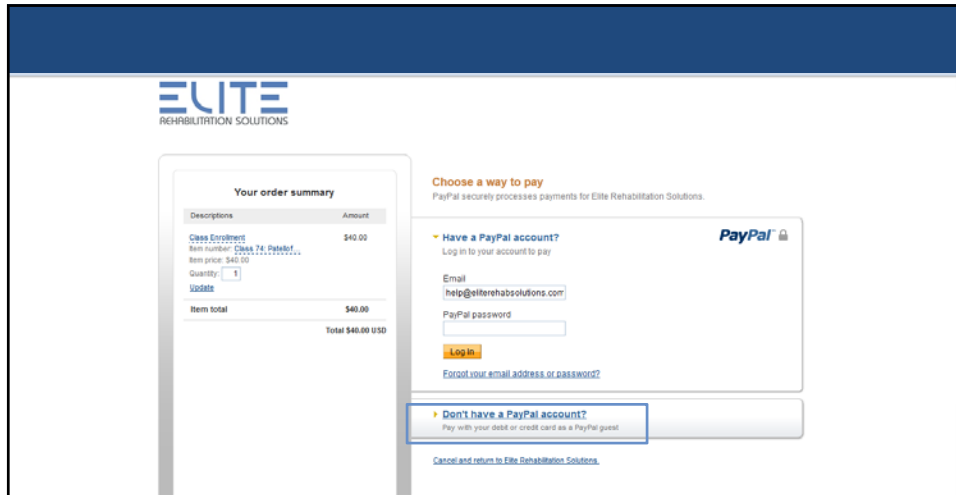 ELITE
REHABILITATION SOLUTIONS
Your order summary
Descriptions Amount
Class Enrolment $40.00
Item number: Class 74: Patellof...
Item price: $40.00
Quantity: 1
Update
Item total $40.00
Total $40.00 USD
Choose a way to pay
PayPal securely processes payments for Elite Rehabilitation Solutions.
Have a PayPal account? PayPal
Log in to your account to pay
Email
help@eliterehabsolutions.com
PayPal password
Log In
Forgot your email address or password?
Don't have a PayPal account?
Pay with your debit or credit card as a PayPal guest
Cancel and return to Elite Rehabilitation Solutions.